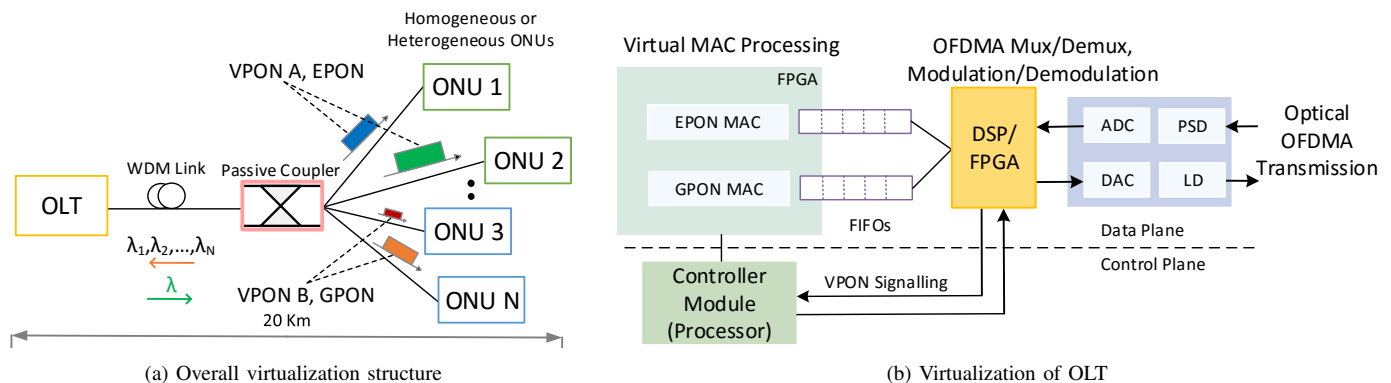 Homogeneous or
Heterogeneous ONUs
VPON A, EPON
ONU 1
WDM Link
Passive Coupler
ONU 2
OLT
ONU 3
λ1,λ2,...,λN
λ
VPON B, GPON
ONU N
20 Km
(a) Overall virtualization structure
Virtual MAC Processing
OFDMA Mux/Demux,
Modulation/Demodulation
FPGA
EPON MAC
DSP/
FPGA
ADC
PSD
Optical
OFDMA
Transmission
GPON MAC
DAC
LD
FIFOs
Data Plane
Control Plane
Controller
Module
(Processor)
VPON Signalling
(b) Virtualization of OLT